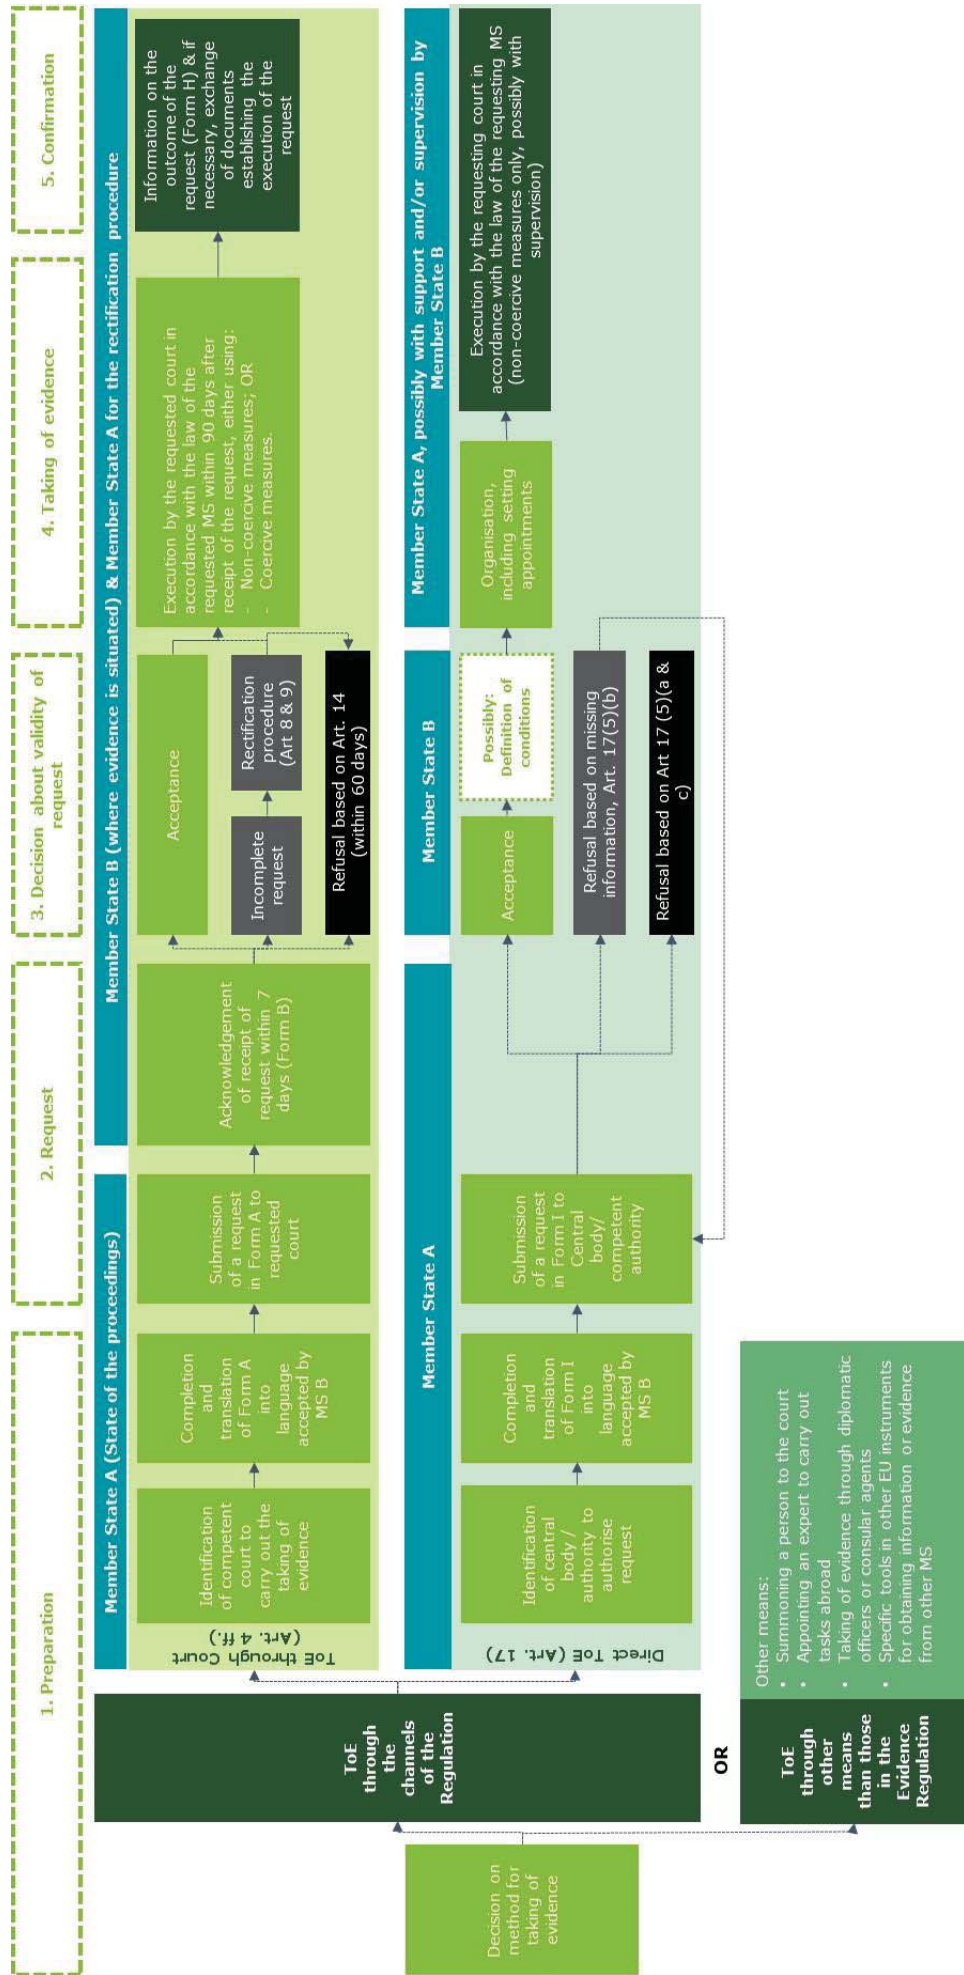 1. Preparation
2. Request
3. Decision about validity of
request
4. Taking of evidence
5. Confirmation
Decision on
method for
taking of
evidence
ToE
through
the
channels
of the
Regulation
OR
ToE
through
other
means
than those
in the
Evidence
Regulation
Other means:
• Summoning a person to the court
• Appointing an expert to carry out
tasks abroad
• Taking of evidence through diplomatic
officers or consular agents
• Specific tools in other EU instruments
for obtaining information or evidence
from other MS
ToE through Court
(Art. 4 ff.)
Member State A (State of the proceedings)
Identification
of competent
court to
carry out the
taking of
evidence
Completion
and
translation
of Form A
into
language
accepted by
MS B
Submission
of a request
in Form A to
requested
court
Member State B (where evidence is situated) & Member State A for the rectification procedure
Acknowledgement
of receipt of
request within 7
days (Form B)
Acceptance
Incomplete
request
Rectification
procedure
(Art 8 & 9)
Refusal based on Art. 14
(within 60 days)
Execution by the requested court in
accordance with the law of the
requested MS within 90 days after
receipt of the request, either using:
- Non-coercive measures; OR
- Coercive measures.
Information on the
outcome of the
request (Form H) & if
necessary, exchange
of documents
establishing the
execution of the
request
Direct ToE (Art. 17)
Member State A
Identification
of central
body /
authority to
authorise
request
Completion
and
translation
of Form I
into
language
accepted by
MS B
Submission
of a request
in Form I to
Central
body/
competent
authority
Member State B
Acceptance
Possibly:
Definition of
conditions
Refusal based on missing
information, Art. 17(5)(b)
Refusal based on Art 17 (5)(a &
c)
Member State A, possibly with support and/or supervision by
Member State B
Organisation,
including setting
appointments
Execution by the requesting court in
accordance with the law of the requesting MS
(non-coercive measures only, possibly with
supervision)